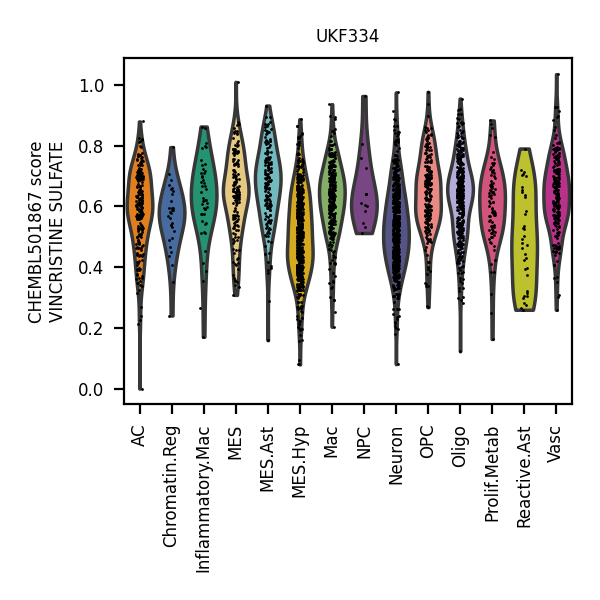 UKF334
CHEMBL501867 score
VINCRISTINE SULFATE
1.0
0.8
0.6
0.4
0.2
0.0
AC
Chromatin.Reg
Inflammatory.Mac
MES
MES.Ast
MES.Hyp
Mac
NPC
Neuron
OPC
Oligo
Prolif.Metab
Reactive.Ast
Vasc